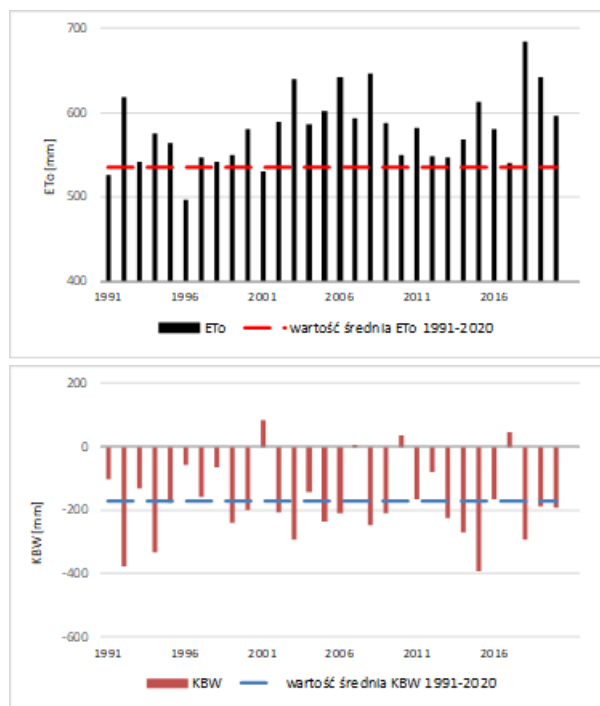 700
600
500
400
ETo [mm]
1991 1996 2001 2006 2011 2016
ETo wartość średnia ETo 1991-2020
200
0
-200
-400
-600
KBW [mm]
1991 1996 2001 2006 2011 2016
KBW wartość średnia KBW 1991-2020